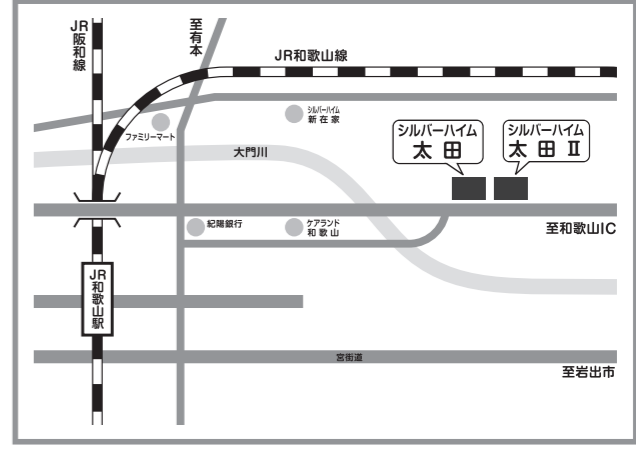 JR阪和線
至有本
JR和歌山線
シルバーハイム
新在家
ファミリーマート
大門川
シルバーハイム
太田
シルバーハイム
太田Ⅱ
紀陽銀行
ケアランド
和歌山
至和歌山IC
JR和歌山駅
宮街道
至岩出市